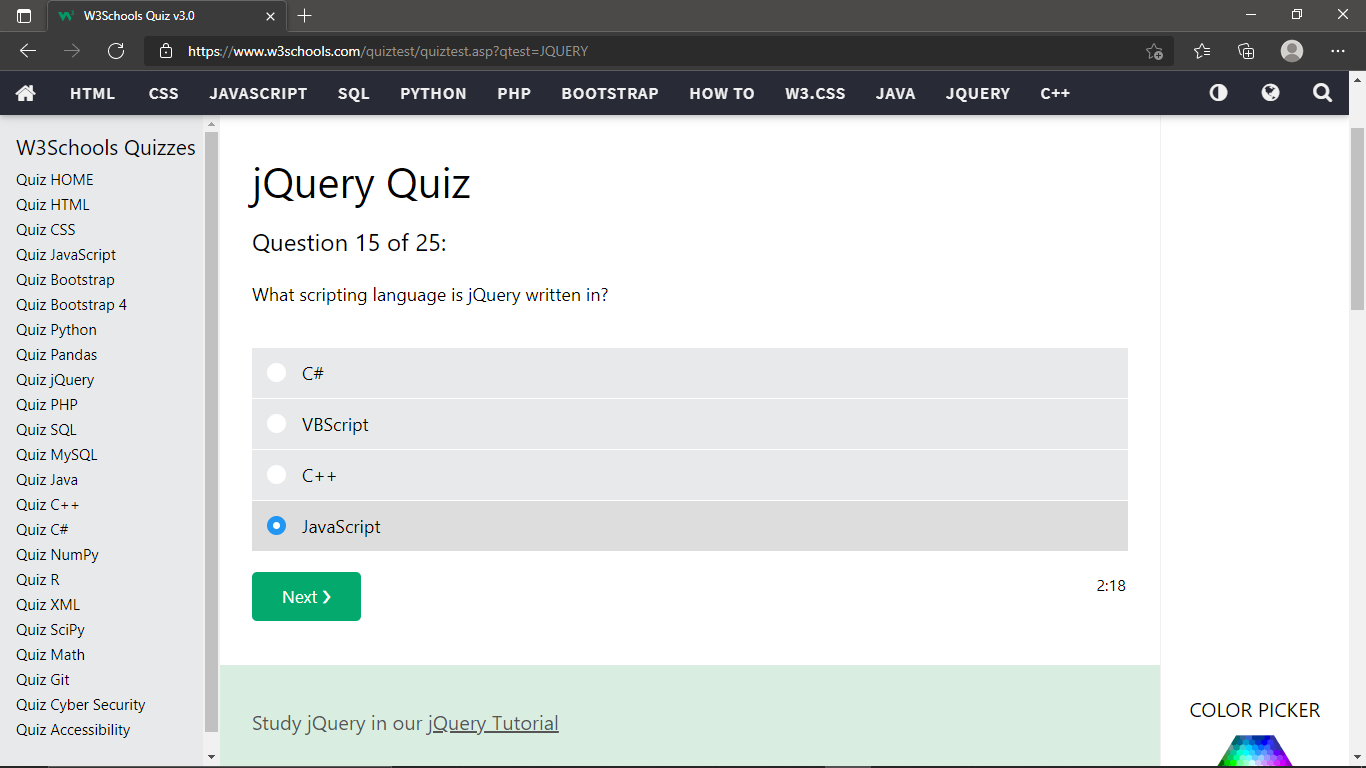 W3Schools Quiz v3.0
https://www.w3schools.com/quiztest/quiztest.asp?qtest=JQUERY
HTML CSS JAVASCRIPT SQL PYTHON PHP BOOTSTRAP HOW TO W3.CSS JAVA JQUERY C++
W3Schools Quizzes
Quiz HOME
Quiz HTML
Quiz CSS
Quiz JavaScript
Quiz Bootstrap
Quiz Bootstrap 4
Quiz Python
Quiz Pandas
Quiz jQuery
Quiz PHP
Quiz SQL
Quiz MySQL
Quiz Java
Quiz C++
Quiz C#
Quiz NumPy
Quiz R
Quiz XML
Quiz SciPy
Quiz Math
Quiz Git
Quiz Cyber Security
Quiz Accessibility
jQuery Quiz
Question 15 of 25:
What scripting language is jQuery written in?
C#
VBScript
C++
JavaScript
Next ❯
2:18
Study jQuery in our jQuery Tutorial
COLOR PICKER